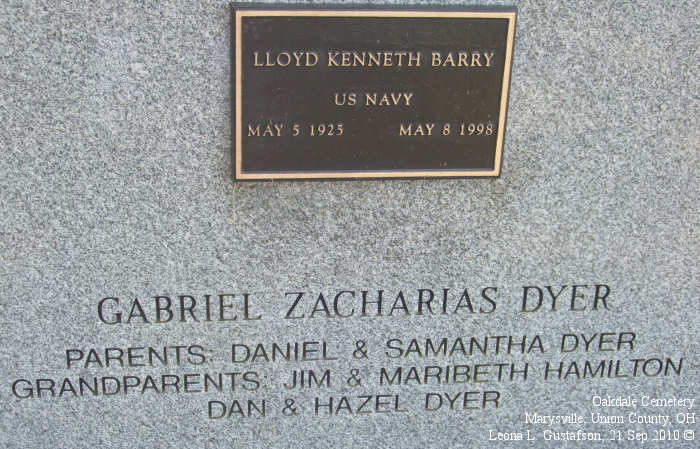 LLOYD KENNETH BARRY
US NAVY
MAY 5 1925 MAY 8 1998
GABRIEL ZACHARIAS DYER
PARENTS: DANIEL & SAMANTHA DYER
GRANDPARENTS: JIM & MARIBETH HAMILTON
DAN & HAZEL DYER
Oakdale Cemetery
Marysville, Union County, OH
Leona L. Gustafson, 21 Sep 2010 ©